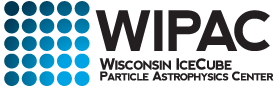 WIPAC
Wisconsin IceCube
Particle Astrophysics Center